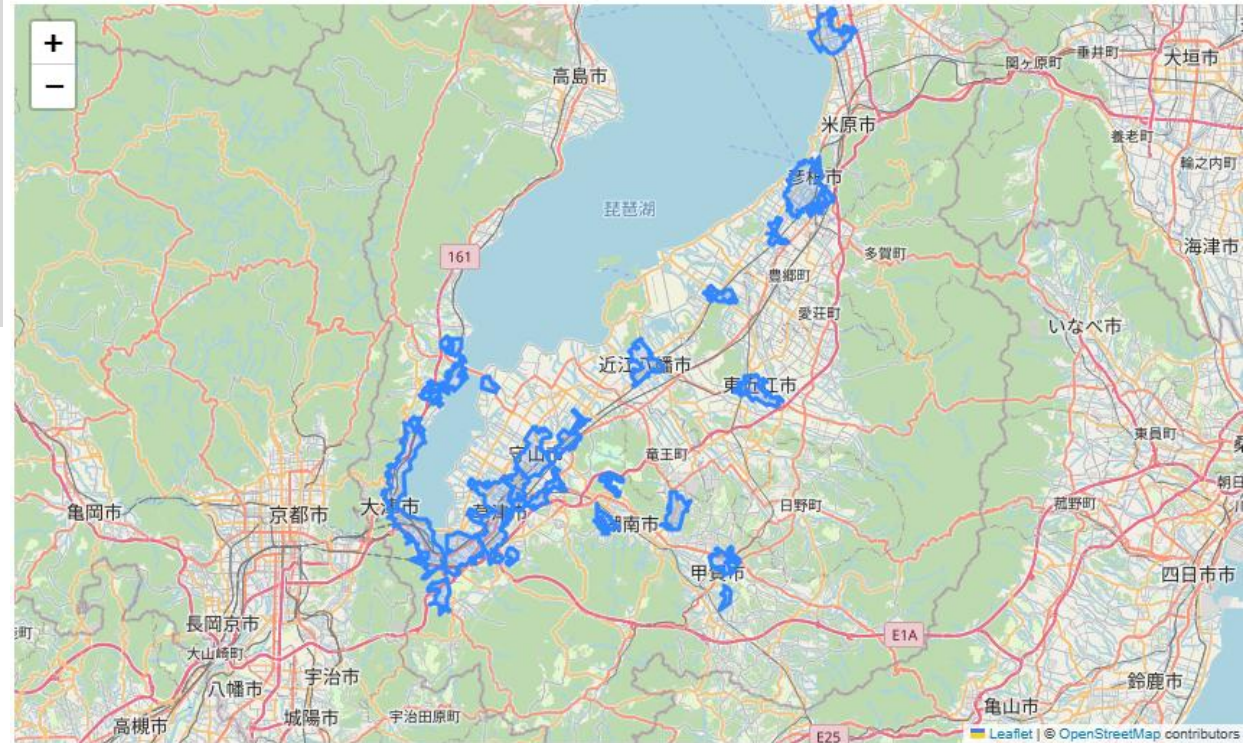 +
−
高島市
関ヶ原町
垂井町
大垣市
米原市
養老町
輪之内町
彦根市
琵琶湖
多賀町
海津市
161
豊郷町
愛荘町
いなべ市
近江八幡市
東近江市
東員町
守山市
竜王町
朝日
大津市
草津市
湖南市
日野町
菰野町
亀岡市
京都市
甲賀市
四日市市
長岡京市
大山崎町
E1A
宇治市
八幡市
鈴鹿市
亀山市
城陽市
宇治田原町
高槻市
E25
Leaflet | © OpenStreetMap contributors